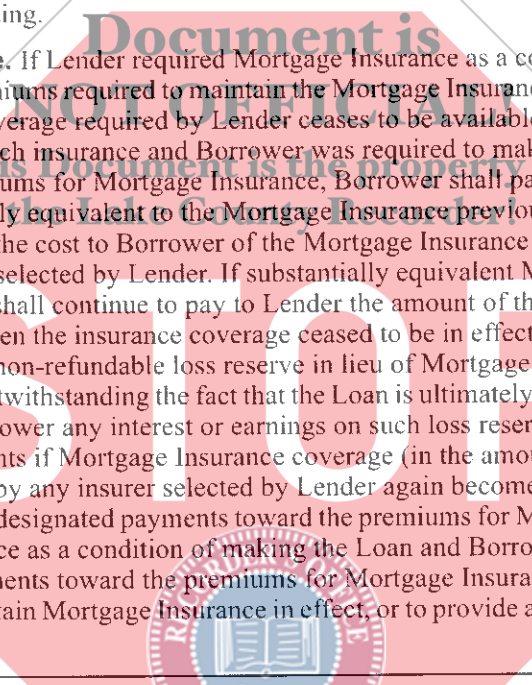 ing.
Document is
. If Lender required Mortgage Insurance as a co
niums required to maintain the Mortgage Insuranc
NOT OFFICIAL!
verage required by Lender ceases to be available
ch insurance and Borrower was required to mak
is Document is the property
ums for Mortgage Insurance, Borrower shall pa
ly equivalent to the Mortgage Insurance previou
the Lake County Recorder!
the cost to Borrower of the Mortgage Insurance
selected by Lender. If substantially equivalent M
shall continue to pay to Lender the amount of th
en the insurance coverage ceased to be in effect
STOP
non-refundable loss reserve in lieu of Mortgage
twithstanding the fact that the Loan is ultimately
ower any interest or earnings on such loss reser
nts if Mortgage Insurance coverage (in the amou
by any insurer selected by Lender again become
designated payments toward the premiums for M
ce as a condition of making the Loan and Borro
nents toward the premiums for Mortgage Insura
tain Mortgage Insurance in effect, or to provide a
RECORDER'S OFFICE